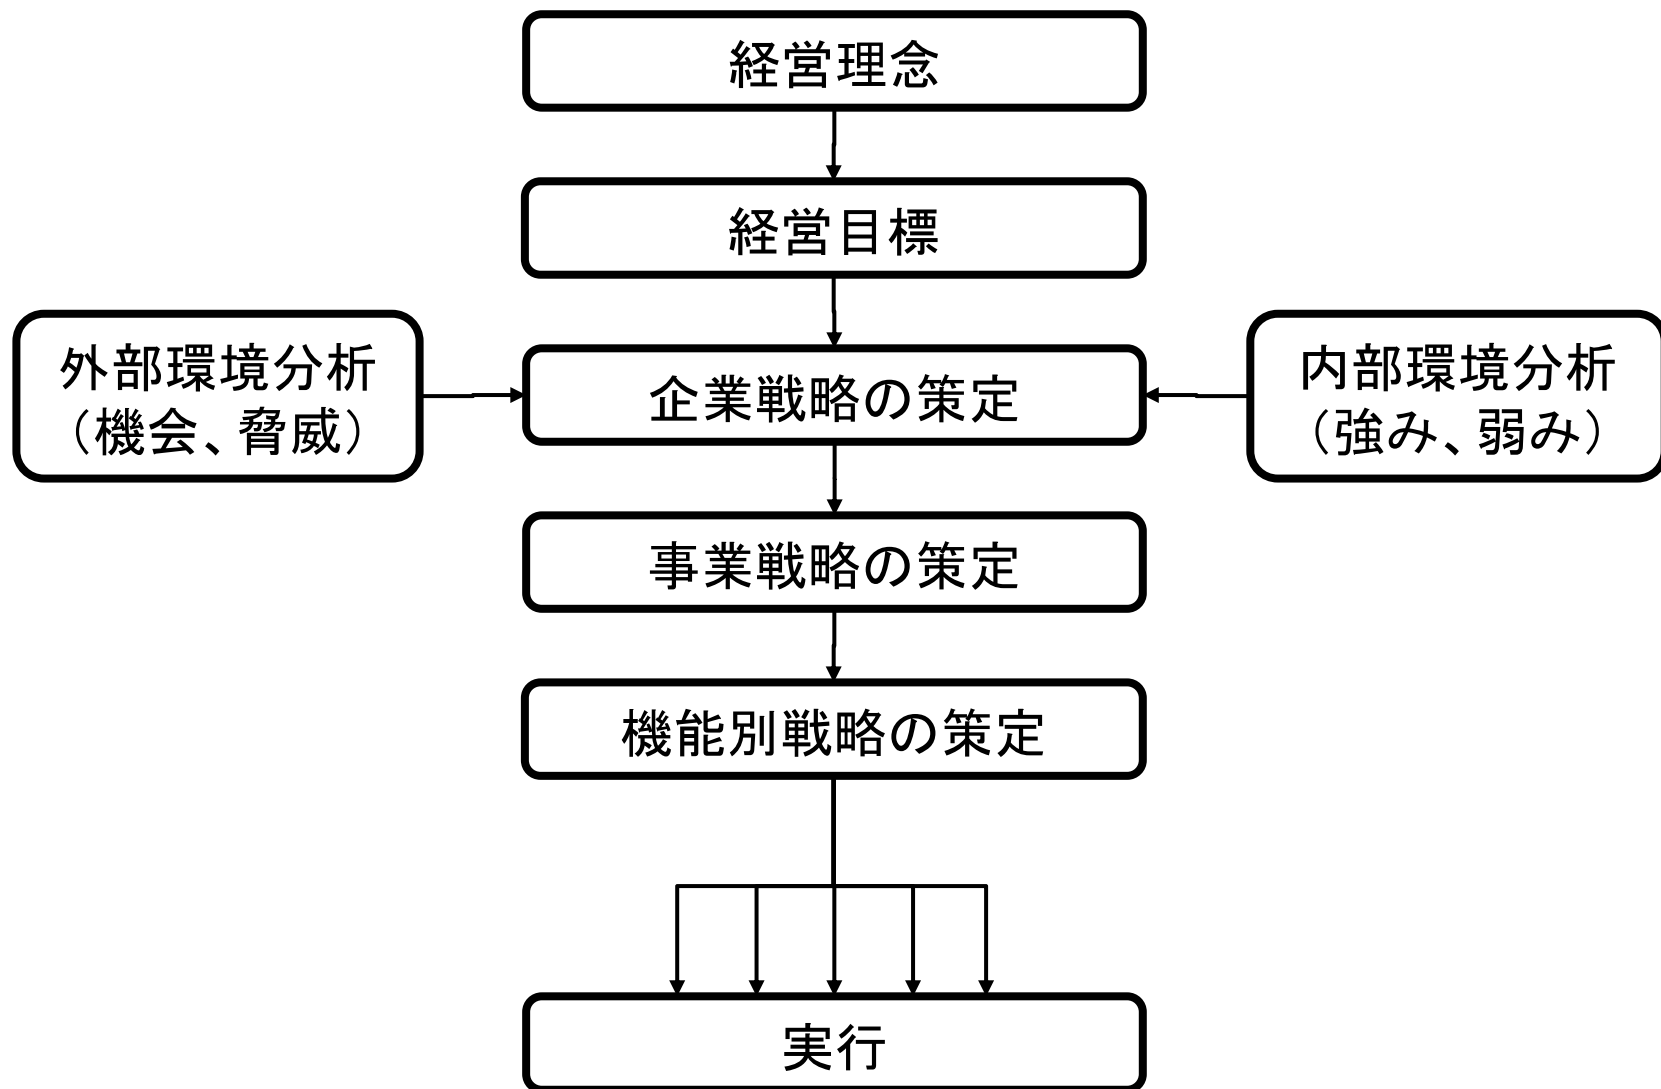 経営理念
経営目標
外部環境分析
（機会、脅威）
企業戦略の策定
内部環境分析
（強み、弱み）
事業戦略の策定
機能別戦略の策定
実行